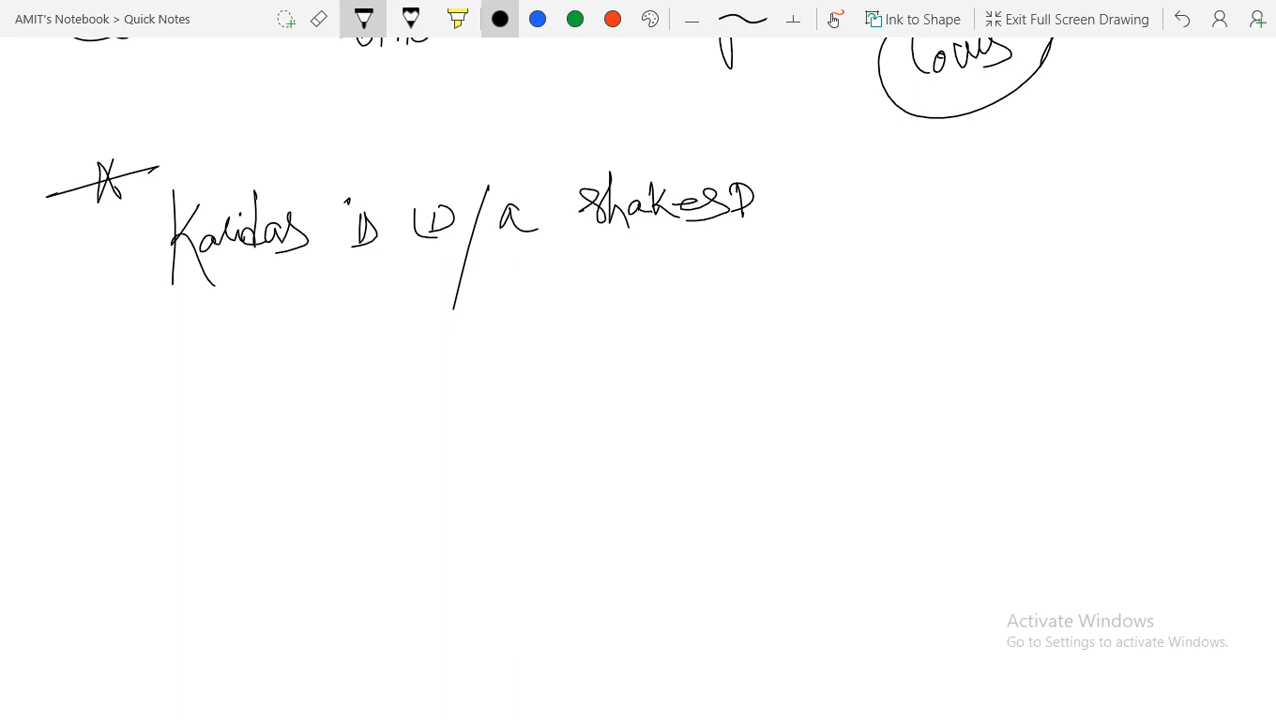 AMIT's Notebook > Quick Notes
Ink to Shape
Exit Full Screen Drawing
Kalidas is (D/a shakesp
Activate Windows
Go to Settings to activate Windows.